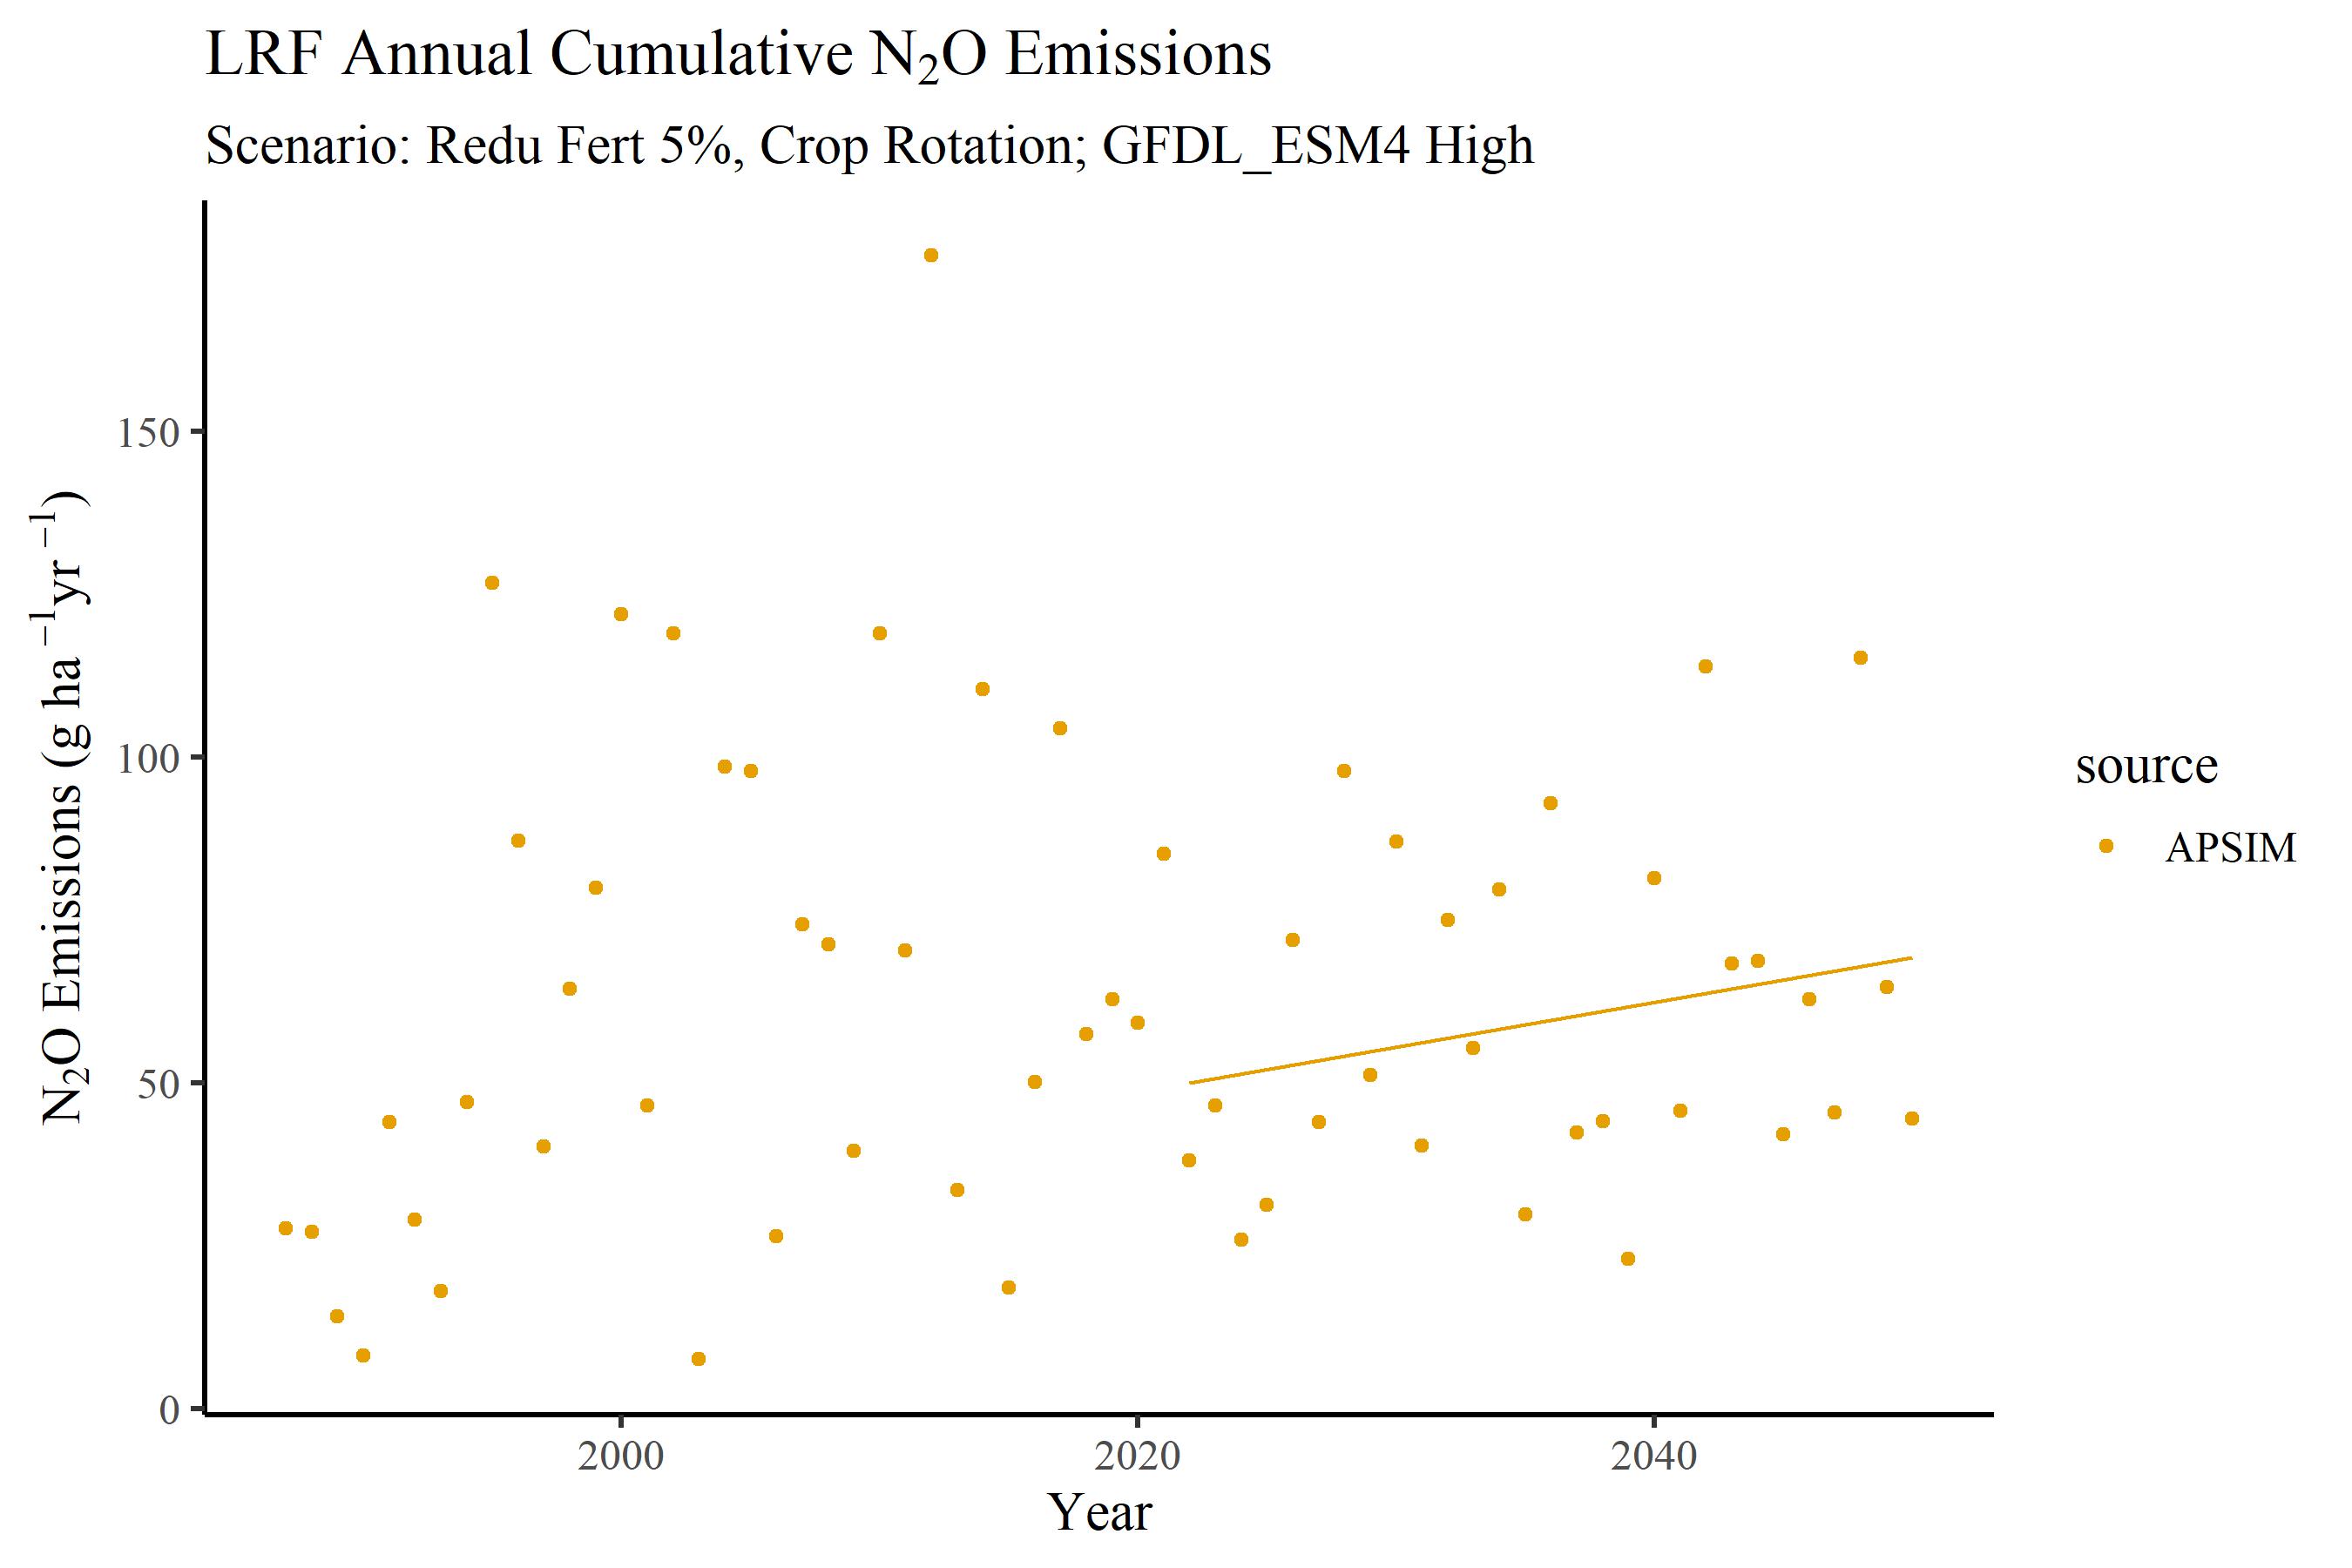 LRF Annual Cumulative N₂O Emissions
Scenario: Redu Fert 5%, Crop Rotation; GFDL_ESM4 High
N₂O Emissions (g ha ⁻¹yr ⁻¹)
150
100
50
0
2000 2020 2040
Year
source
APSIM